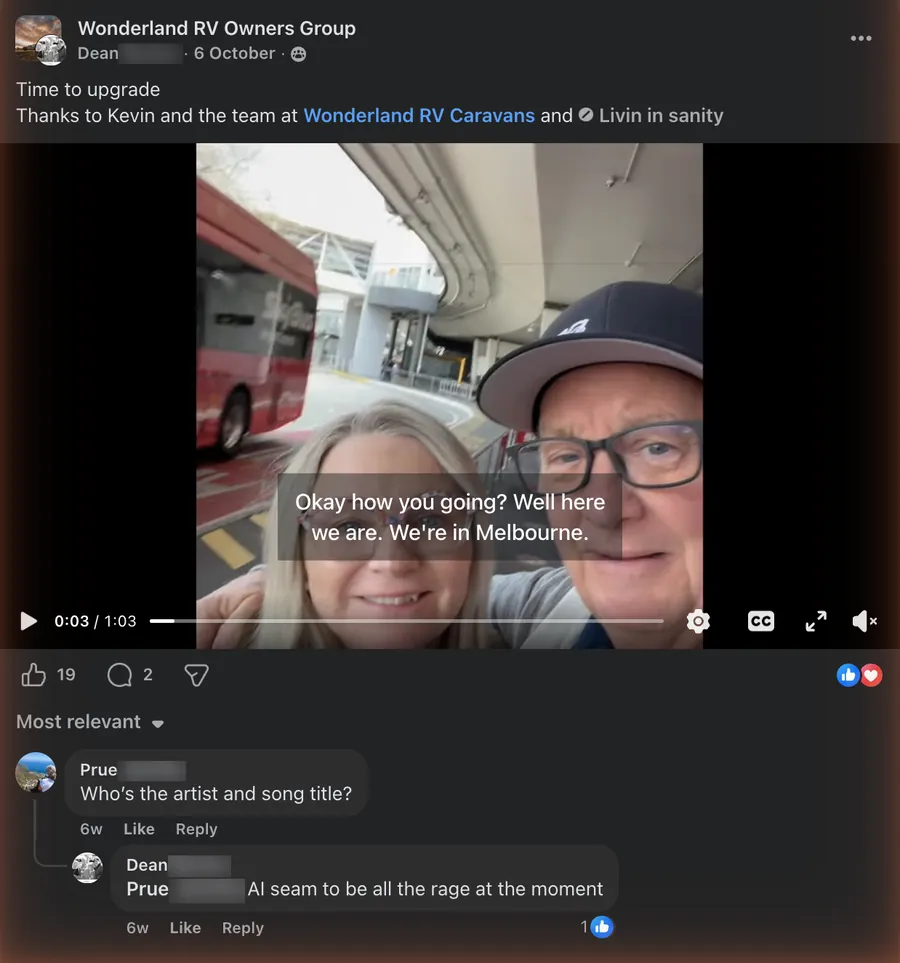 Wonderland RV Owners Group
Dean · 6 October ·
Time to upgrade
Thanks to Kevin and the team at Wonderland RV Caravans and Livin in sanity
Okay how you going? Well here
we are. We're in Melbourne.
0:03 / 1:03
CC
19
2
Most relevant
Prue
Who's the artist and song title?
6w Like Reply
Dean
Prue AI seam to be all the rage at the moment
6w Like Reply 1